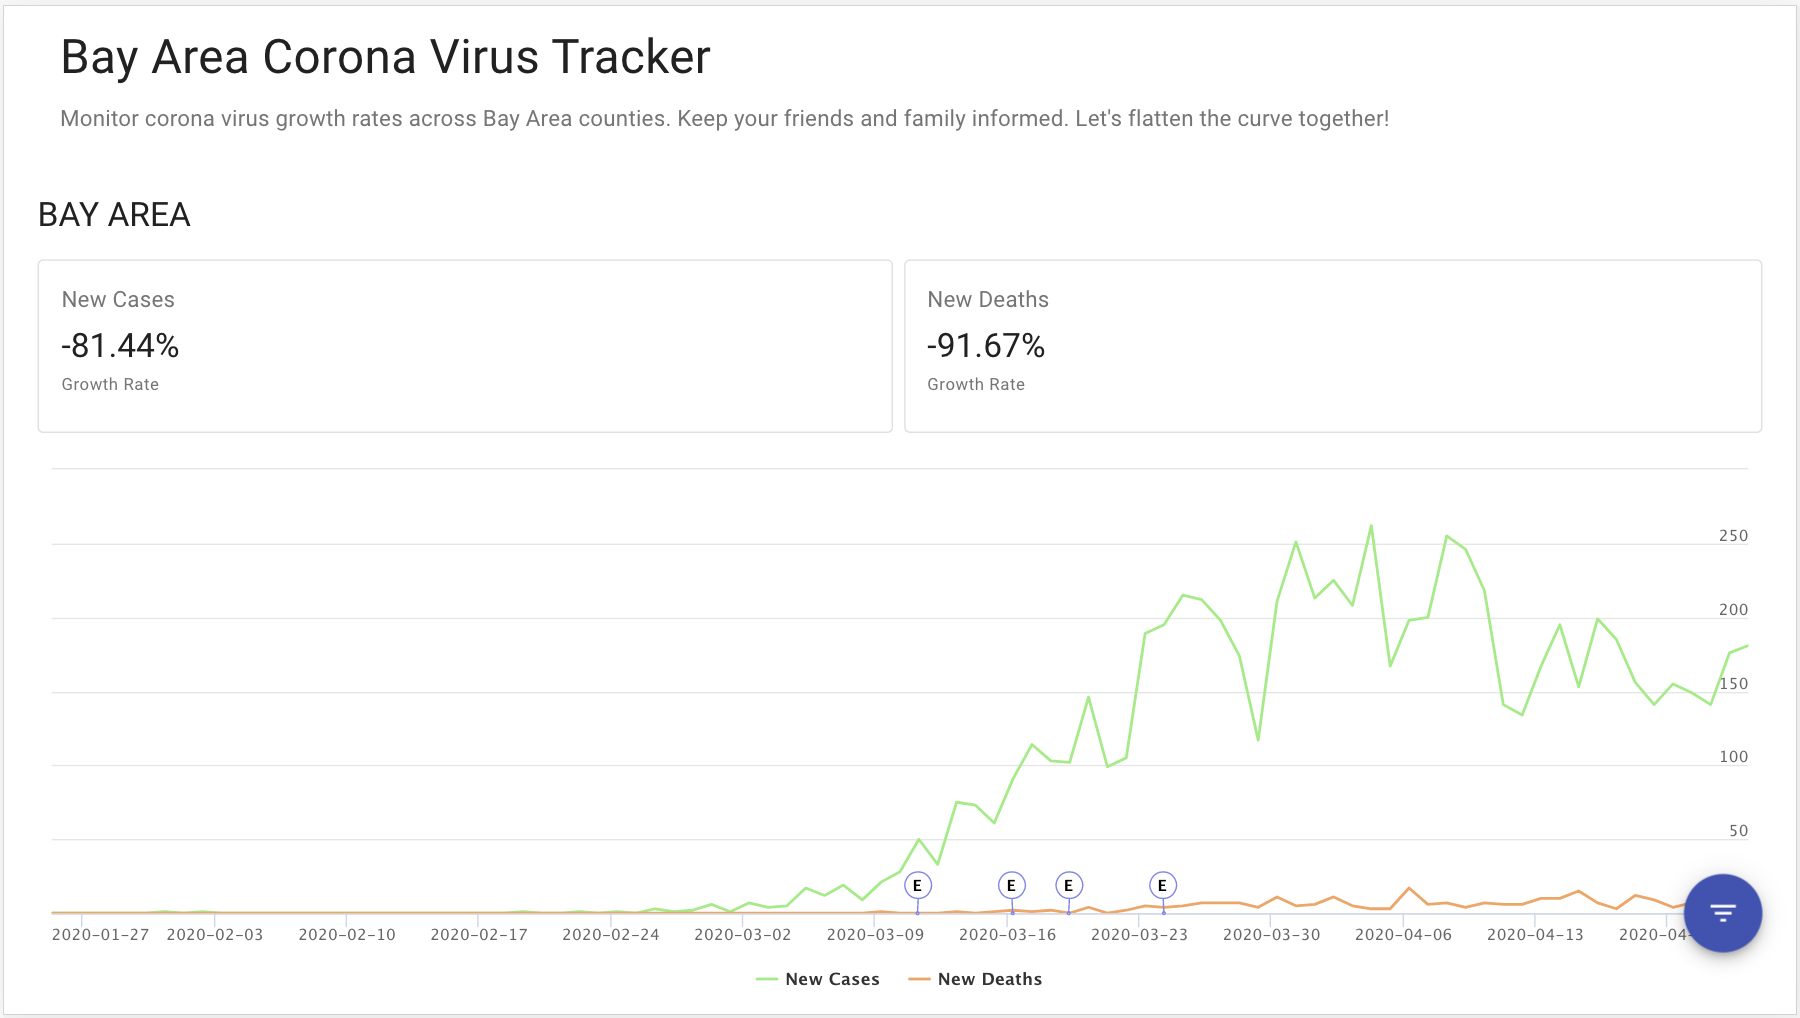 Bay Area Corona Virus Tracker
Monitor corona virus growth rates across Bay Area counties. Keep your friends and family informed. Let's flatten the curve together!
BAY AREA
New Cases
-81.44%
Growth Rate
New Deaths
-91.67%
Growth Rate
250
200
150
100
50
E E E E
2020-01-27 2020-02-03 2020-02-10 2020-02-17 2020-02-24 2020-03-02 2020-03-09 2020-03-16 2020-03-23 2020-03-30 2020-04-06 2020-04-13 2020-04-
New Cases New Deaths